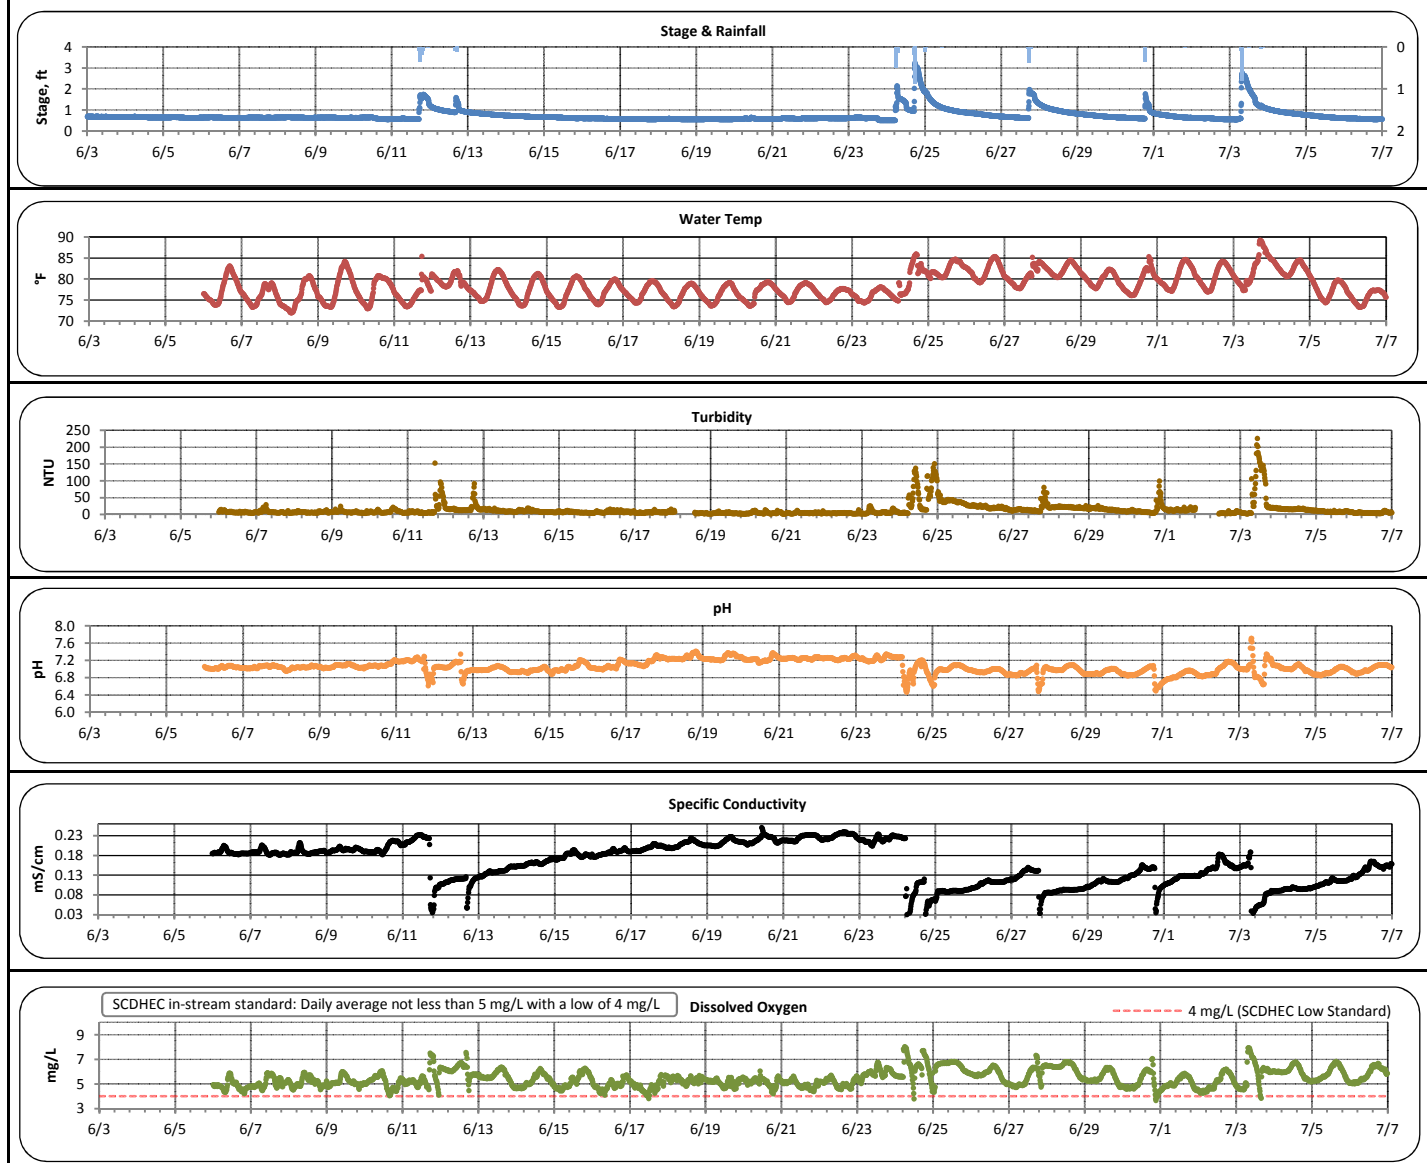 Stage & Rainfall
Stage, ft
4 0
3
2 1
1
0 2
6/3 6/5 6/7 6/9 6/11 6/13 6/15 6/17 6/19 6/21 6/23 6/25 6/27 6/29 7/1 7/3 7/5 7/7
Water Temp
°F
90
85
80
75
70
6/3 6/5 6/7 6/9 6/11 6/13 6/15 6/17 6/19 6/21 6/23 6/25 6/27 6/29 7/1 7/3 7/5 7/7
Turbidity
NTU
250
200
150
100
50
0
6/3 6/5 6/7 6/9 6/11 6/13 6/15 6/17 6/19 6/21 6/23 6/25 6/27 6/29 7/1 7/3 7/5 7/7
pH
pH
8.0
7.6
7.2
6.8
6.4
6.0
6/3 6/5 6/7 6/9 6/11 6/13 6/15 6/17 6/19 6/21 6/23 6/25 6/27 6/29 7/1 7/3 7/5 7/7
Specific Conductivity
mS/cm
0.23
0.18
0.13
0.08
0.03
6/3 6/5 6/7 6/9 6/11 6/13 6/15 6/17 6/19 6/21 6/23 6/25 6/27 6/29 7/1 7/3 7/5 7/7
SCDHEC in-stream standard: Daily average not less than 5 mg/L with a low of 4 mg/L
Dissolved Oxygen
4 mg/L (SCDHEC Low Standard)
mg/L
9
7
5
3
6/3 6/5 6/7 6/9 6/11 6/13 6/15 6/17 6/19 6/21 6/23 6/25 6/27 6/29 7/1 7/3 7/5 7/7